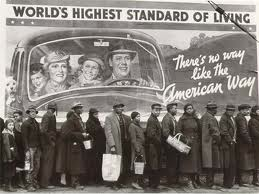 WORLD'S HIGHEST STANDARD OF LIVING
There's no way
like the
American Way